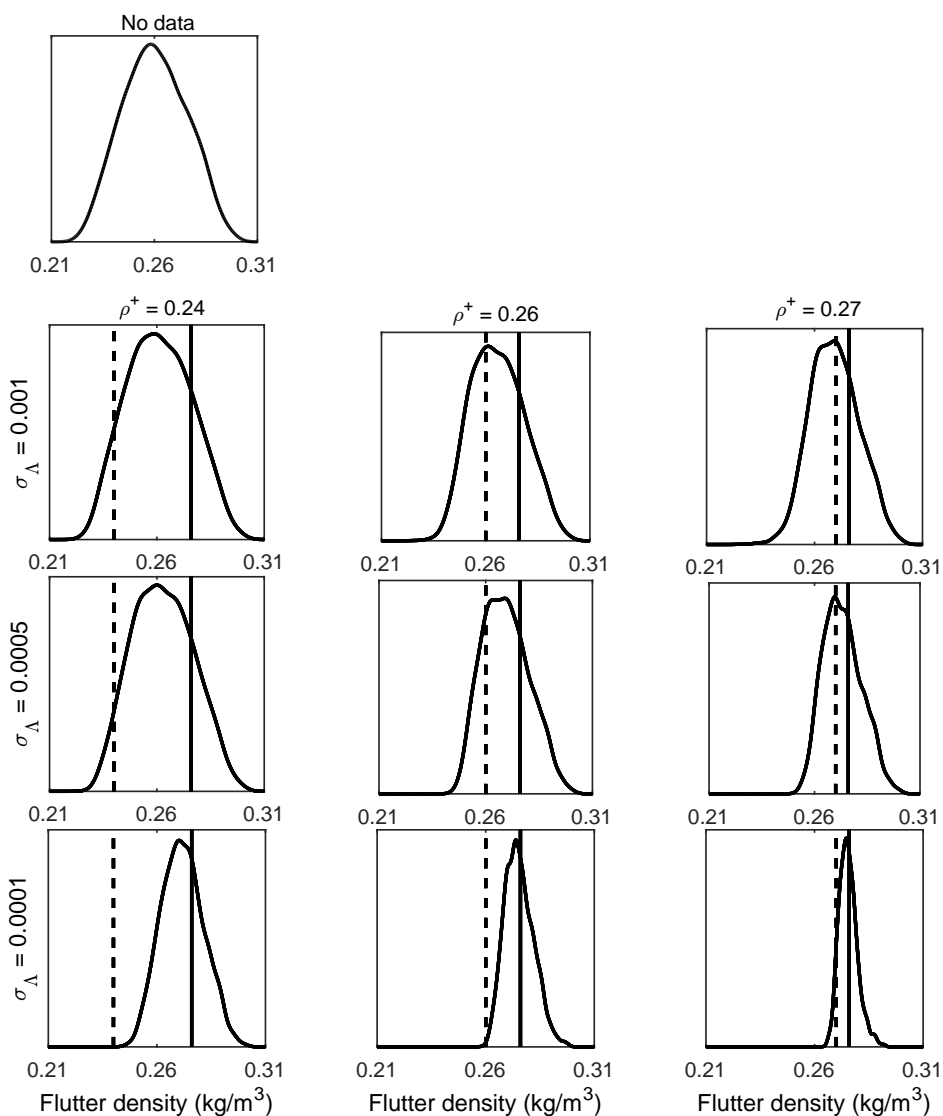 No data
0.21 0.26 0.31
ρ+ = 0.24 ρ+ = 0.26 ρ+ = 0.27
σΛ = 0.001
0.21 0.26 0.31 0.21 0.26 0.31 0.21 0.26 0.31
σΛ = 0.0005
0.21 0.26 0.31 0.21 0.26 0.31 0.21 0.26 0.31
σΛ = 0.0001
0.21 0.26 0.31 0.21 0.26 0.31 0.21 0.26 0.31
Flutter density (kg/m3) Flutter density (kg/m3) Flutter density (kg/m3)